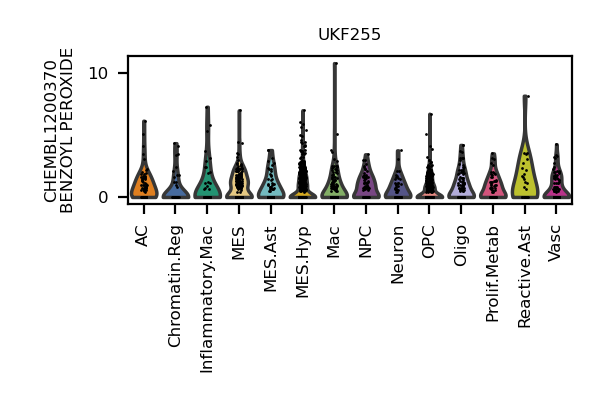 UKF255
CHEMBL1200370
BENZOYL PEROXIDE
10
0
AC
Chromatin.Reg
Inflammatory.Mac
MES
MES.Ast
MES.Hyp
Mac
NPC
Neuron
OPC
Oligo
Prolif.Metab
Reactive.Ast
Vasc